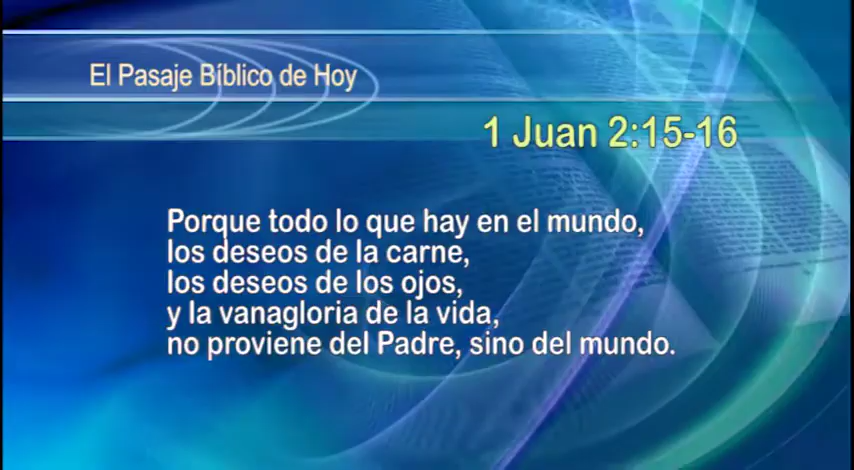 El Pasaje Bíblico de Hoy
1 Juan 2:15-16
Porque todo lo que hay en el mundo,
los deseos de la carne,
los deseos de los ojos,
y la vanagloria de la vida,
no proviene del Padre, sino del mundo.